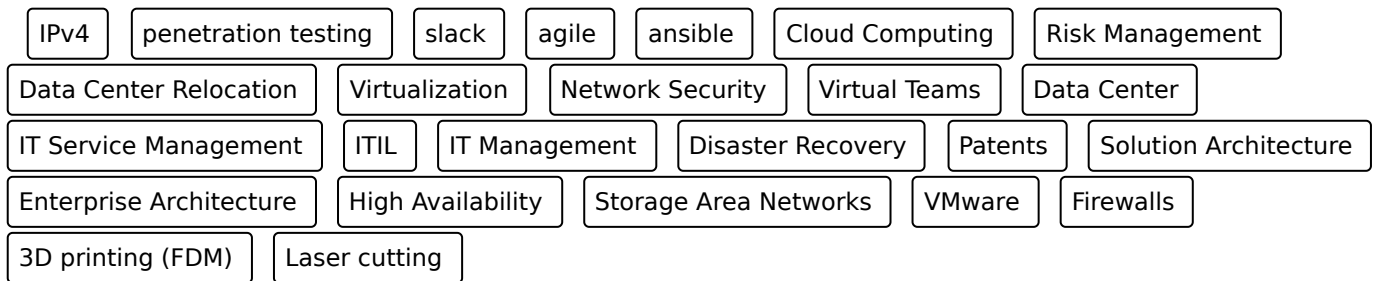 IPv4 penetration testing slack agile ansible Cloud Computing Risk Management
Data Center Relocation Virtualization Network Security Virtual Teams Data Center
IT Service Management ITIL IT Management Disaster Recovery Patents Solution Architecture
Enterprise Architecture High Availability Storage Area Networks VMware Firewalls
3D printing (FDM) Laser cutting